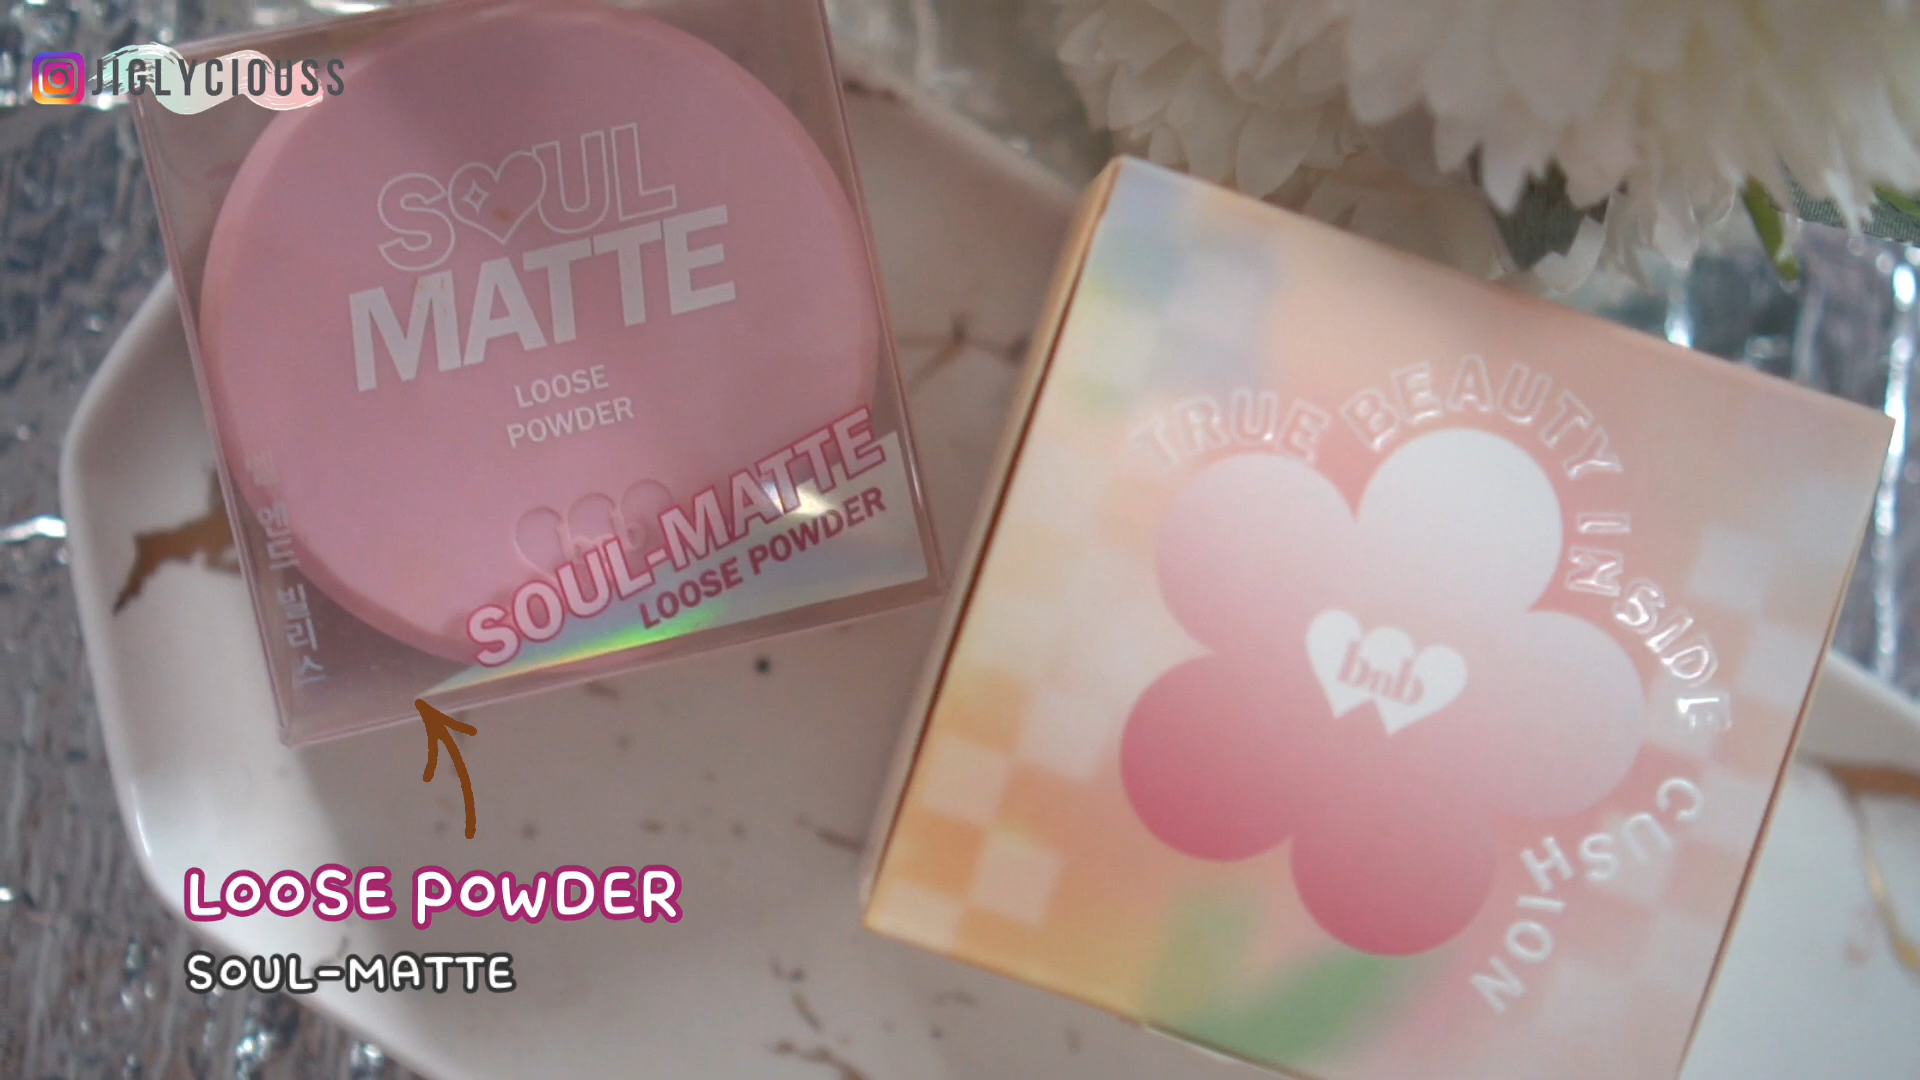 JIGLYCIOUSS
SOUL
MATTE
LOOSE
POWDER
bnb
SOUL-MATTE
LOOSE POWDER
TRUE BEAUTY INSIDE CUSHION
bnb
LOOSE POWDER
SOUL-MATTE